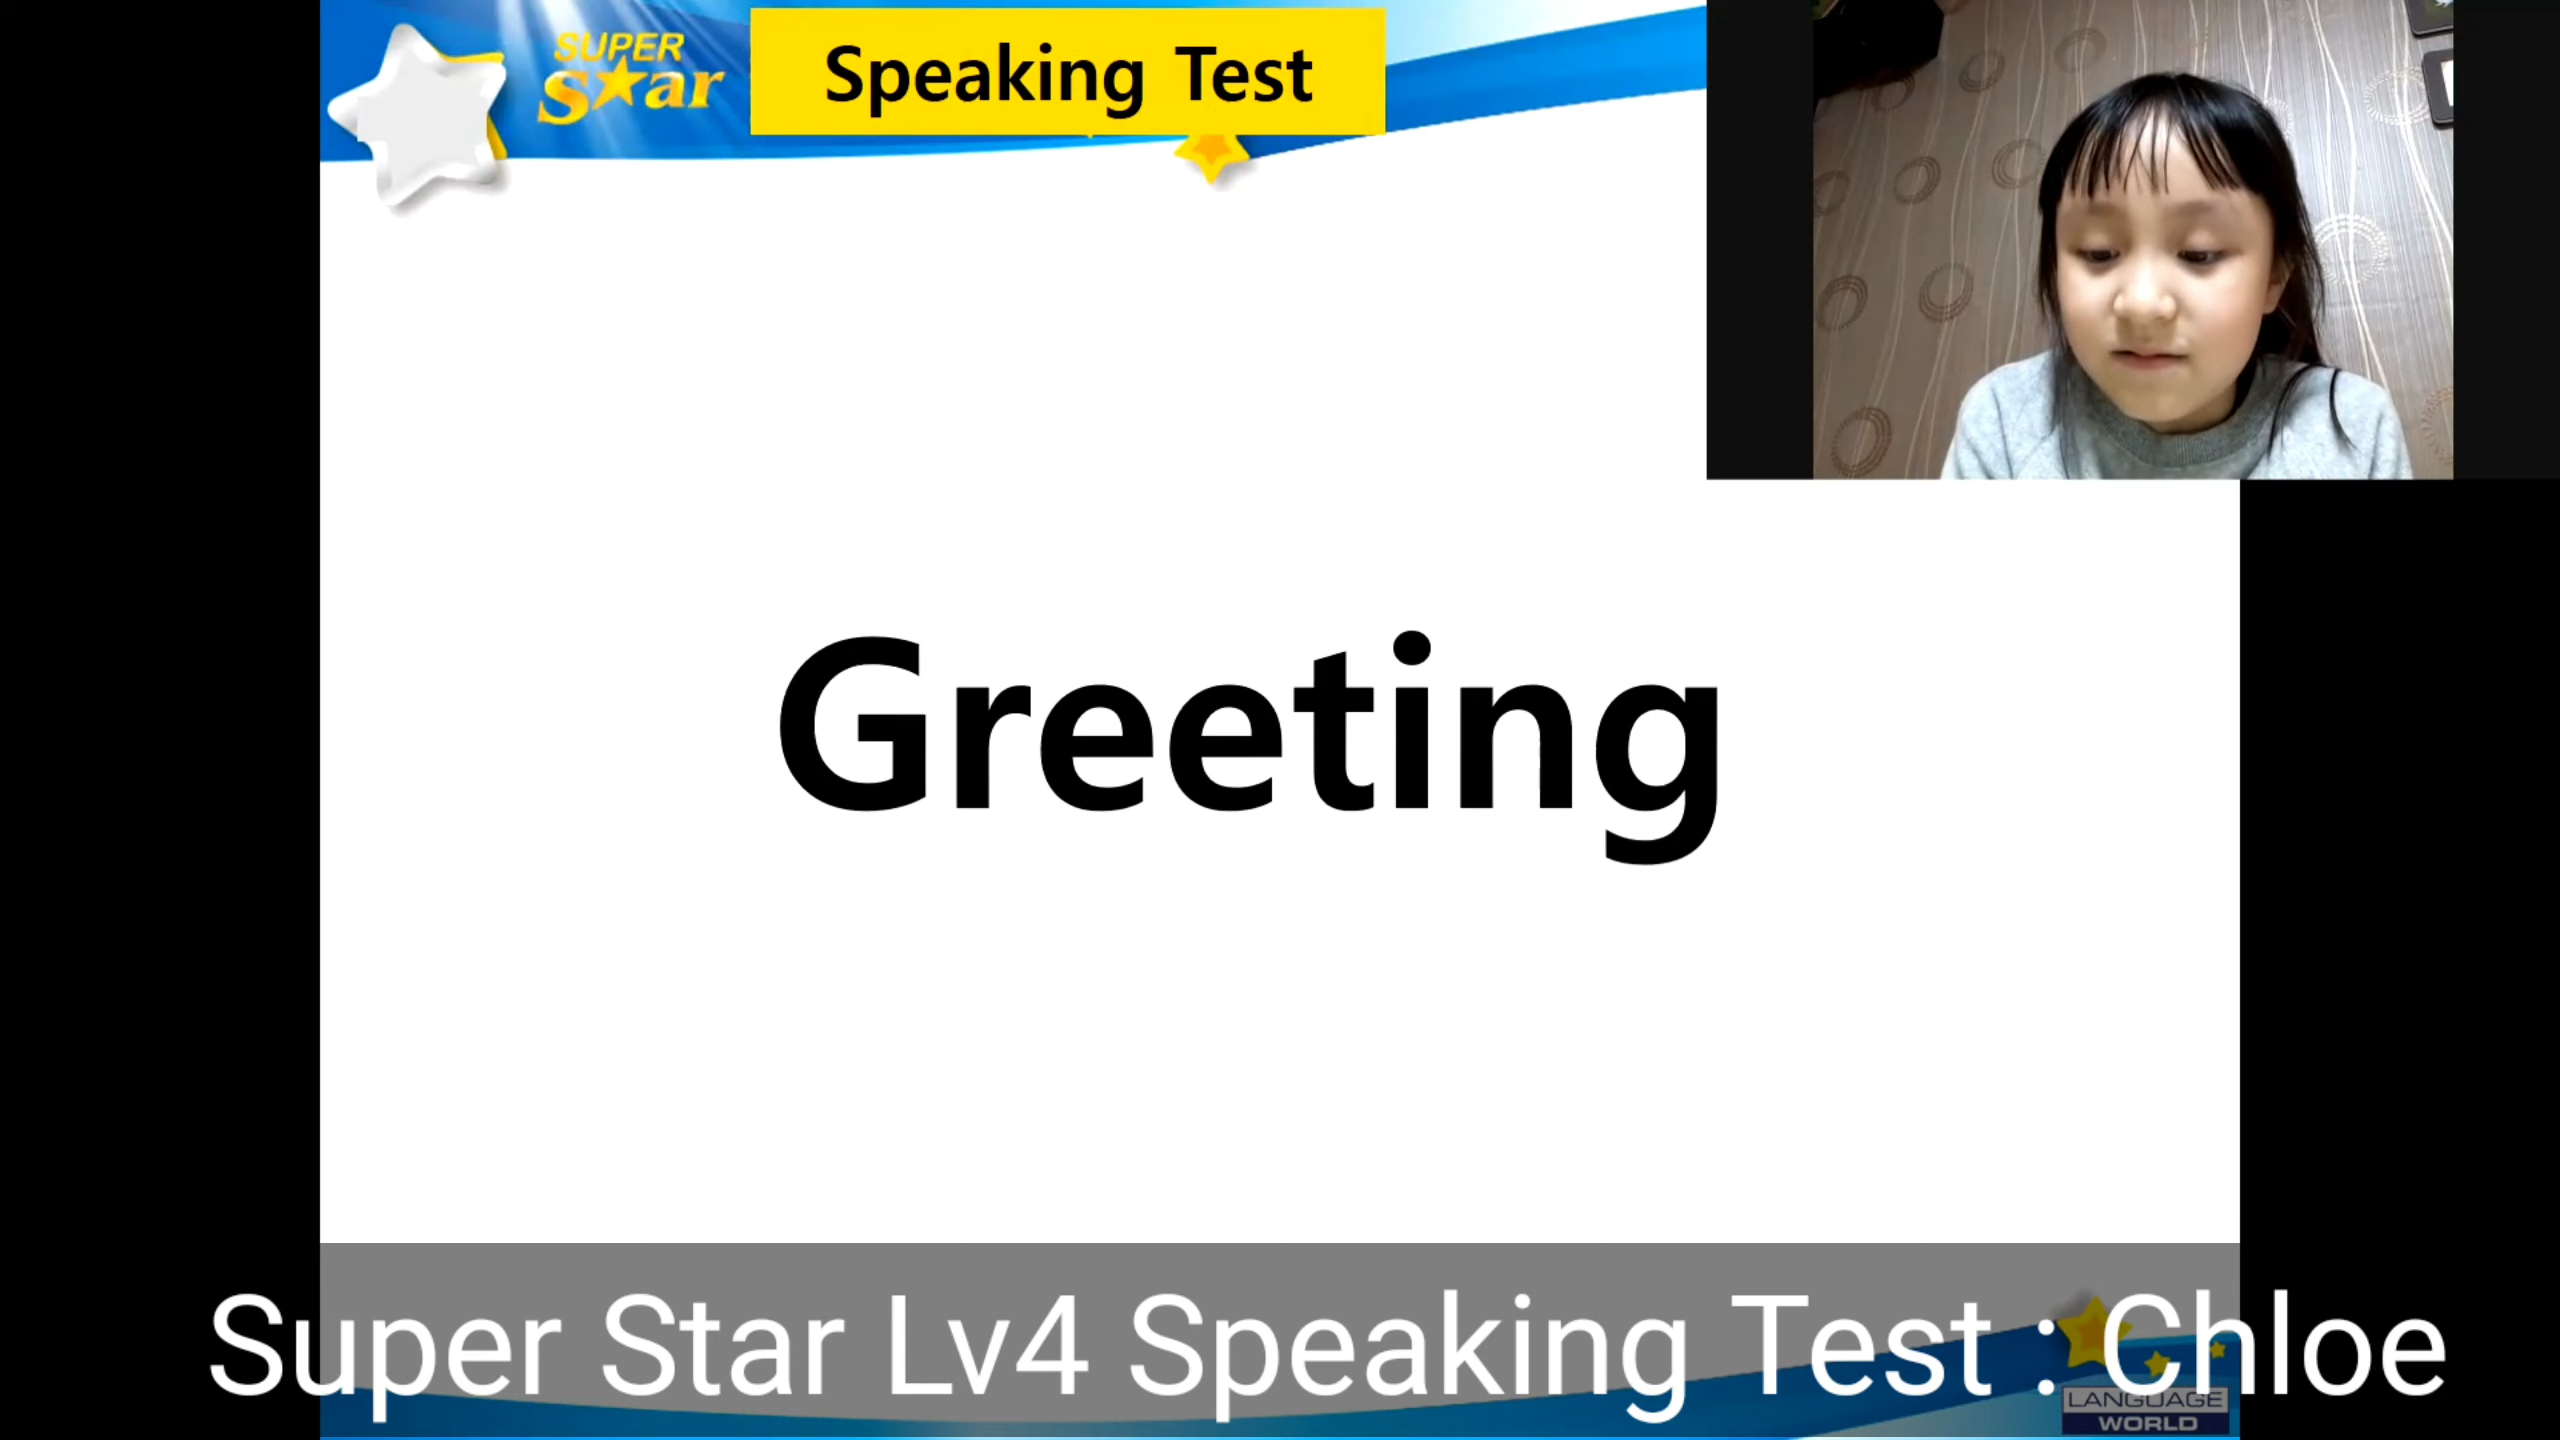 SUPER
Star
Speaking Test
Greeting
Super Star Lv4 Speaking Test : Chloe
LANGUAGE
WORLD